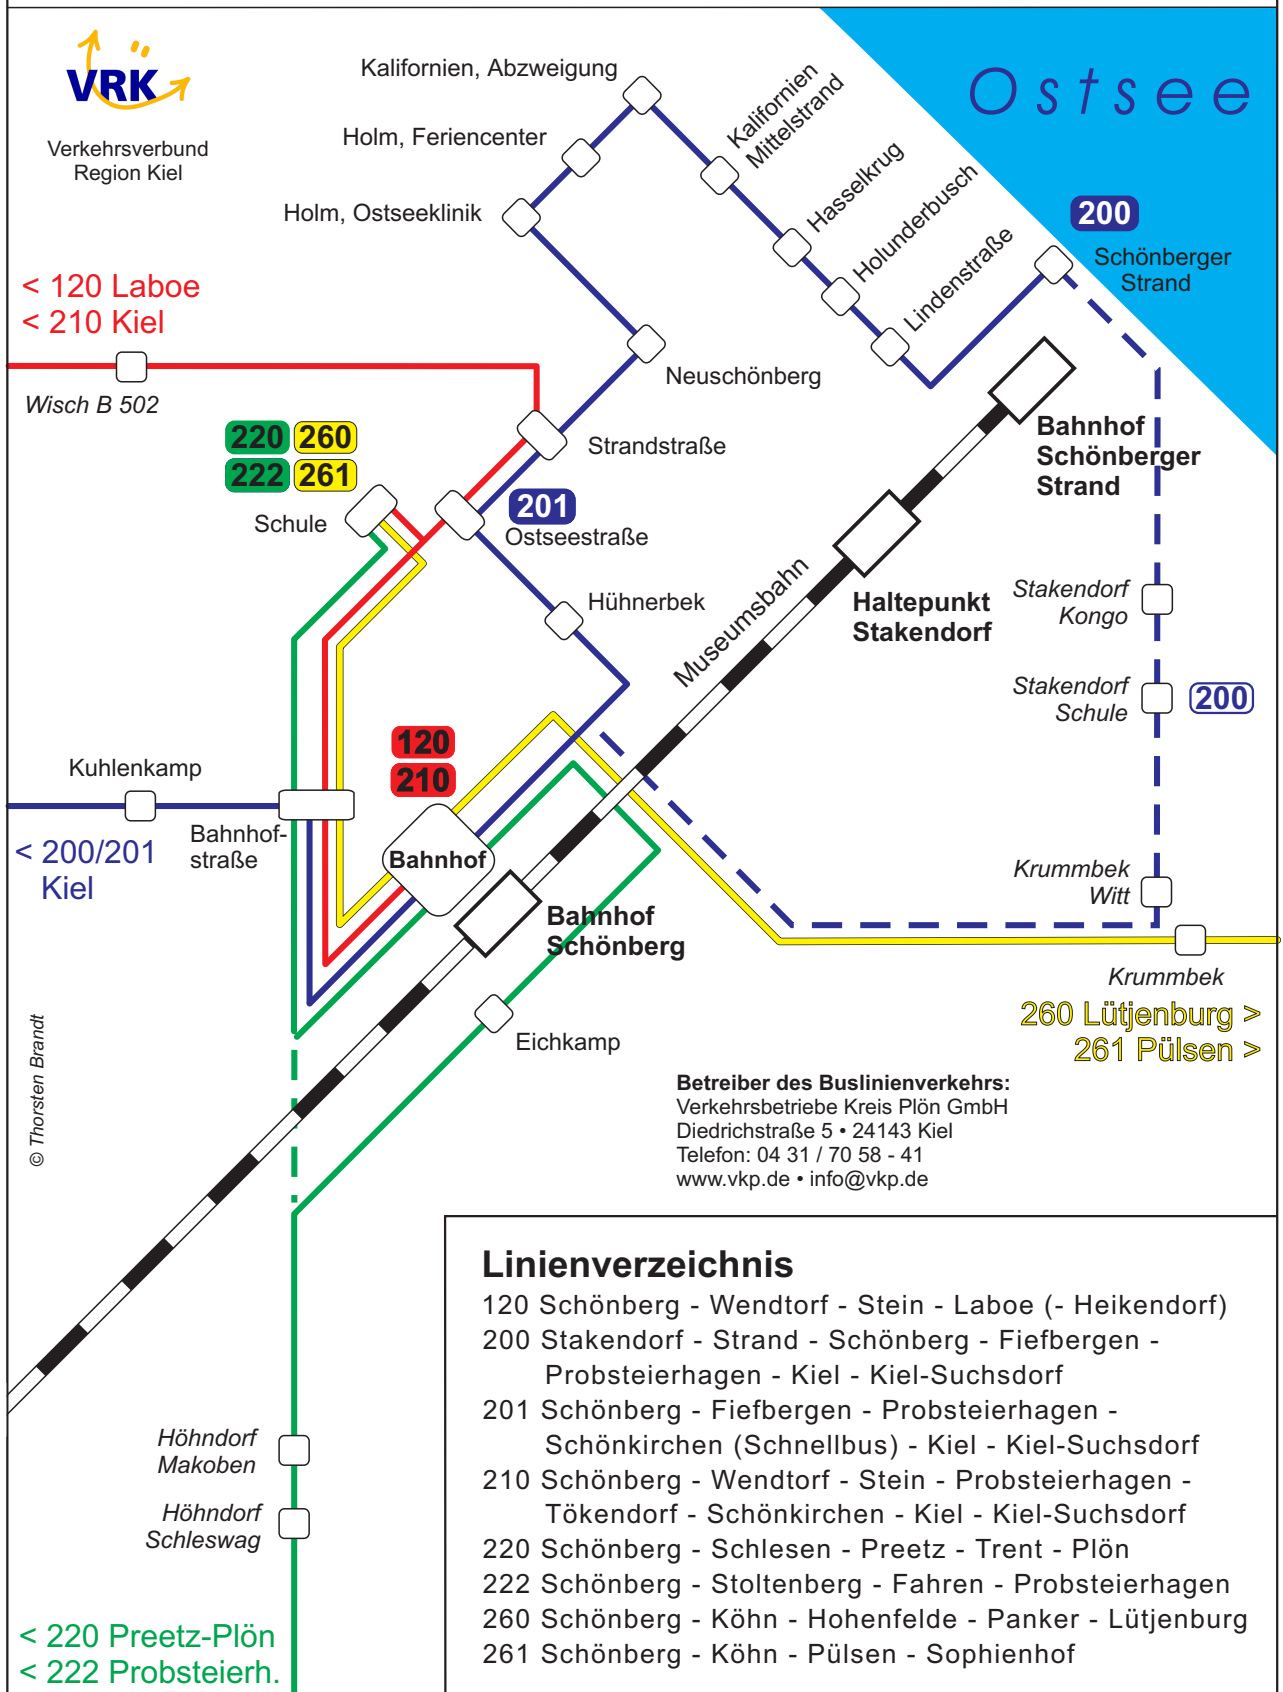 VRK
Verkehrsverbund
Region Kiel
Ostsee
Kalifornien, Abzweigung
Holm, Feriencenter
Holm, Ostseeklinik
Kalifornien
Mittelstrand
Hasselkrug
Holunderbusch
Lindenstraße
200
Schönberger
Strand
< 120 Laboe
< 210 Kiel
Wisch B 502
Neuschönberg
Strandstraße
220 260
222 261
Schule
201
Ostseestraße
Hühnerbek
Bahnhof
Schönberger
Strand
Haltepunkt
Stakendorf
Museumsbahn
Stakendorf
Kongo
Stakendorf
Schule
200
120
210
Kuhlenkamp
Bahnhof-
straße
< 200/201
Kiel
Bahnhof
Bahnhof
Schönberg
Krummbek
Witt
Krummbek
260 Lütjenburg >
261 Pülsen >
Eichkamp
© Thorsten Brandt
Betreiber des Buslinienverkehrs:
Verkehrsbetriebe Kreis Plön GmbH
Diedrichstraße 5 • 24143 Kiel
Telefon: 04 31 / 70 58 - 41
www.vkp.de • info@vkp.de
Höhndorf
Makoben
Höhndorf
Schleswag
< 220 Preetz-Plön
< 222 Probsteierh.
Linienverzeichnis
120 Schönberg - Wendtorf - Stein - Laboe (- Heikendorf)
200 Stakendorf - Strand - Schönberg - Fiefbergen -
Probsteierhagen - Kiel - Kiel-Suchsdorf
201 Schönberg - Fiefbergen - Probsteierhagen -
Schönkirchen (Schnellbus) - Kiel - Kiel-Suchsdorf
210 Schönberg - Wendtorf - Stein - Probsteierhagen -
Tökendorf - Schönkirchen - Kiel - Kiel-Suchsdorf
220 Schönberg - Schlesen - Preetz - Trent - Plön
222 Schönberg - Stoltenberg - Fahren - Probsteierhagen
260 Schönberg - Köhn - Hohenfelde - Panker - Lütjenburg
261 Schönberg - Köhn - Pülsen - Sophienhof